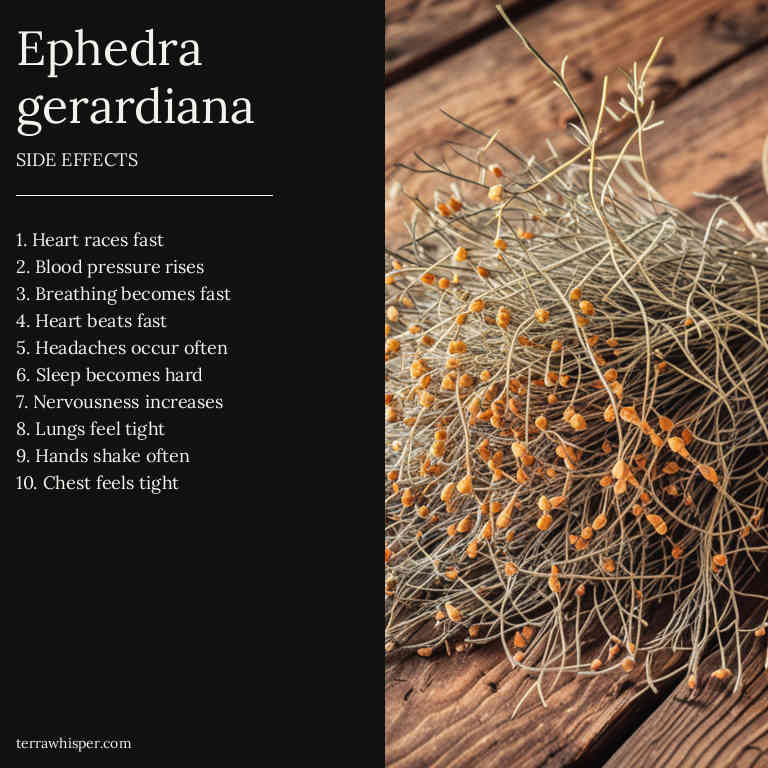 Ephedra
gerardiana
SIDE EFFECTS
1. Heart races fast
2. Blood pressure rises
3. Breathing becomes fast
4. Heart beats fast
5. Headaches occur often
6. Sleep becomes hard
7. Nervousness increases
8. Lungs feel tight
9. Hands shake often
10. Chest feels tight
terrawhisper.com